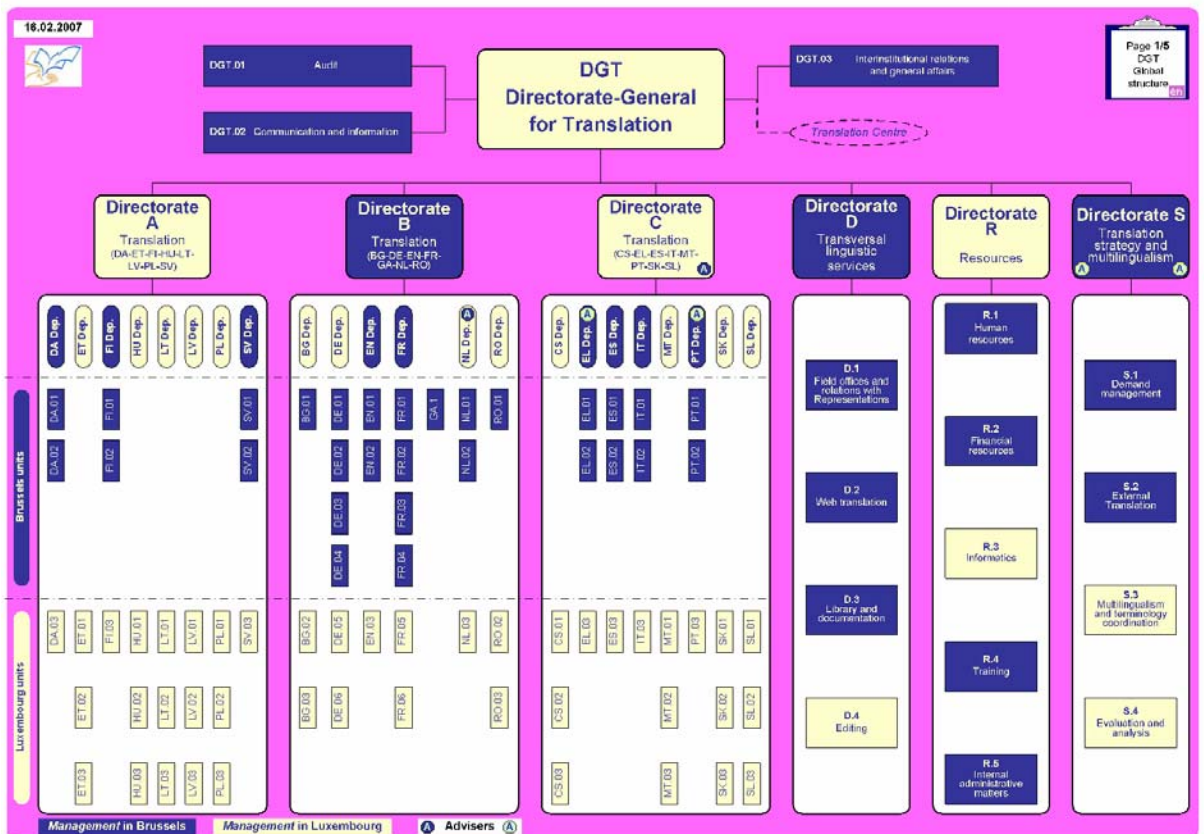 16.02.2007
DGT.01 Audit
DGT.02 Communication and information
DGT
Directorate-General
for Translation
DGT.03 Interinstitutional relations
and general affairs
Translation Centre
Page 1/5
DGT
Global
structure
en
Directorate
A
Translation
(DA-ET-FI-HU-LT-
LV-PL-SV)
Directorate
B
Translation
(BG-DE-EN-FR-
GA-NL-RO)
Directorate
C
Translation
(CS-EL-ES-IT-MT-
PT-SK-SL)
A
Directorate
D
Transversal
linguistic
services
Directorate
R
Resources
Directorate S
Translation
strategy and
multilingualism
A A
DA Dep. ET Dep. FI Dep. HU Dep. LT Dep. LV Dep. PL Dep. SV Dep.
DA.01 FI.01 SV.01
DA.02 FI.02 SV.02
DA.03 ET.01 FI.03 HU.01 LT.01 LV.01 PL.01 SV.03
ET.02 HU.02 LT.02 LV.02 PL.02
ET.03 HU.03 LT.03 LV.03 PL.03
BG Dep. DE Dep. EN Dep. FR Dep. NL Dep. A RO Dep.
BG.01 DE.01 EN.01 FR.01 GA.1 NL.01 RO.01
DE.02 EN.02 FR.02 NL.02
DE.03 FR.03
DE.04 FR.04
BG.02 DE.05 EN.03 FR.05 NL.03 RO.02
BG.03 DE.06 FR.06 RO.03
CS Dep. EL Dep. A ES Dep. IT Dep. MT Dep. PT Dep. A SK Dep. SL Dep.
EL.01 ES.01 IT.01 PT.01
EL.02 ES.02 IT.02 PT.02
CS.01 EL.03 ES.03 IT.03 MT.01 PT.03 SK.01 SL.01
CS.02 MT.02 SK.02 SL.02
CS.03 MT.03 SK.03 SL.03
D.1
Field offices and
relations with
Representations
D.2
Web translation
D.3
Library and
documentation
D.4
Editing
R.1
Human
resources
R.2
Financial
resources
R.3
Informatics
R.4
Training
R.5
Internal
administrative
matters
S.1
Demand
management
S.2
External
Translation
S.3
Multilingualism
and terminology
coordination
S.4
Evaluation and
analysis
Brussels units
Luxembourg units
Management in Brussels
Management in Luxembourg
A Advisers A